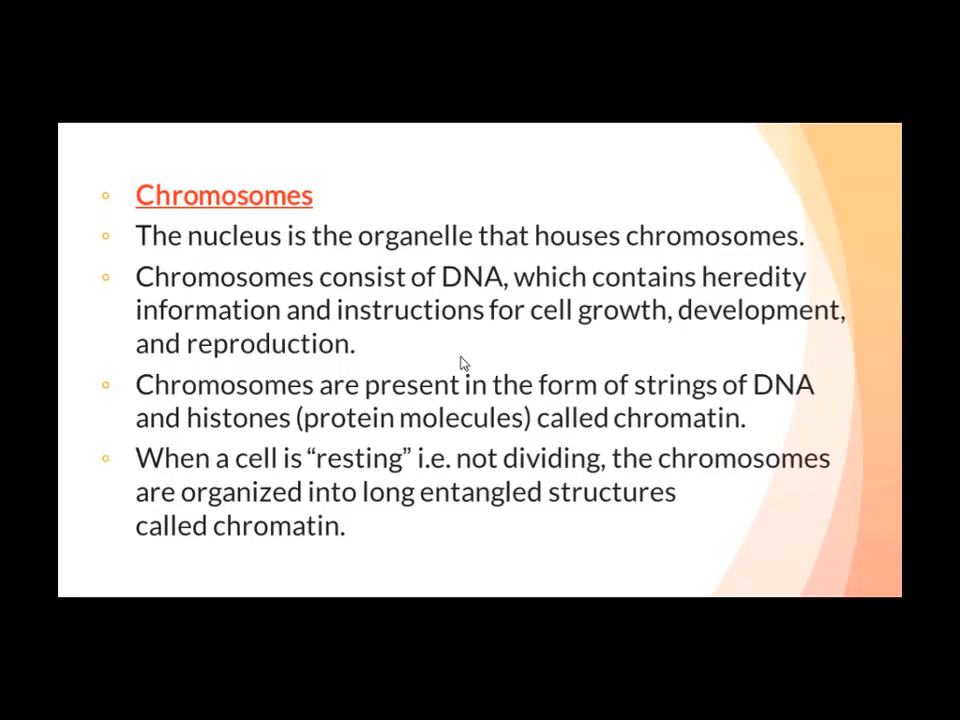 Chromosomes
The nucleus is the organelle that houses chromosomes.
Chromosomes consist of DNA, which contains heredity
information and instructions for cell growth, development,
and reproduction.
Chromosomes are present in the form of strings of DNA
and histones (protein molecules) called chromatin.
When a cell is “resting” i.e. not dividing, the chromosomes
are organized into long entangled structures
called chromatin.